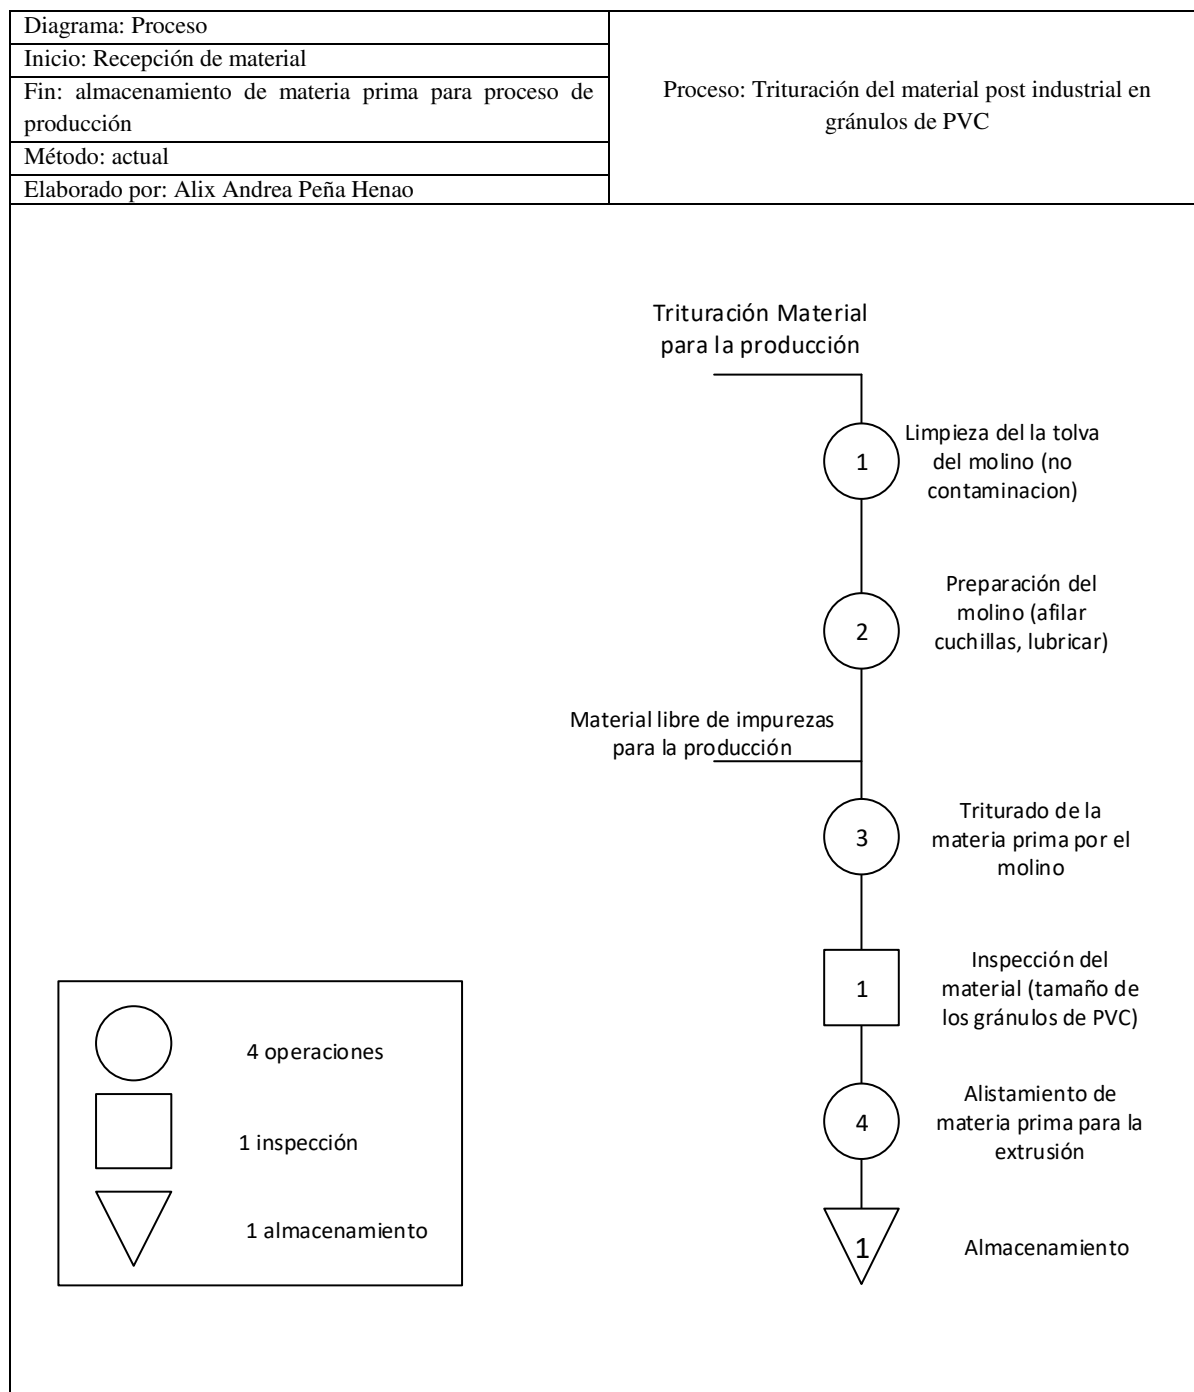 Diagrama: Proceso
Inicio: Recepción de material
Fin: almacenamiento de materia prima para proceso de
producción
Método: actual
Elaborado por: Alix Andrea Peña Henao
Proceso: Trituración del material post industrial en
gránulos de PVC
Trituración Material
para la producción
1
Limpieza del la tolva
del molino (no
contaminacion)
2
Preparación del
molino (afilar
cuchillas, lubricar)
Material libre de impurezas
para la producción
3
Triturado de la
materia prima por el
molino
1
Inspección del
material (tamaño de
los gránulos de PVC)
4
Alistamiento de
materia prima para la
extrusión
1
Almacenamiento
4 operaciones
1 inspección
1 almacenamiento